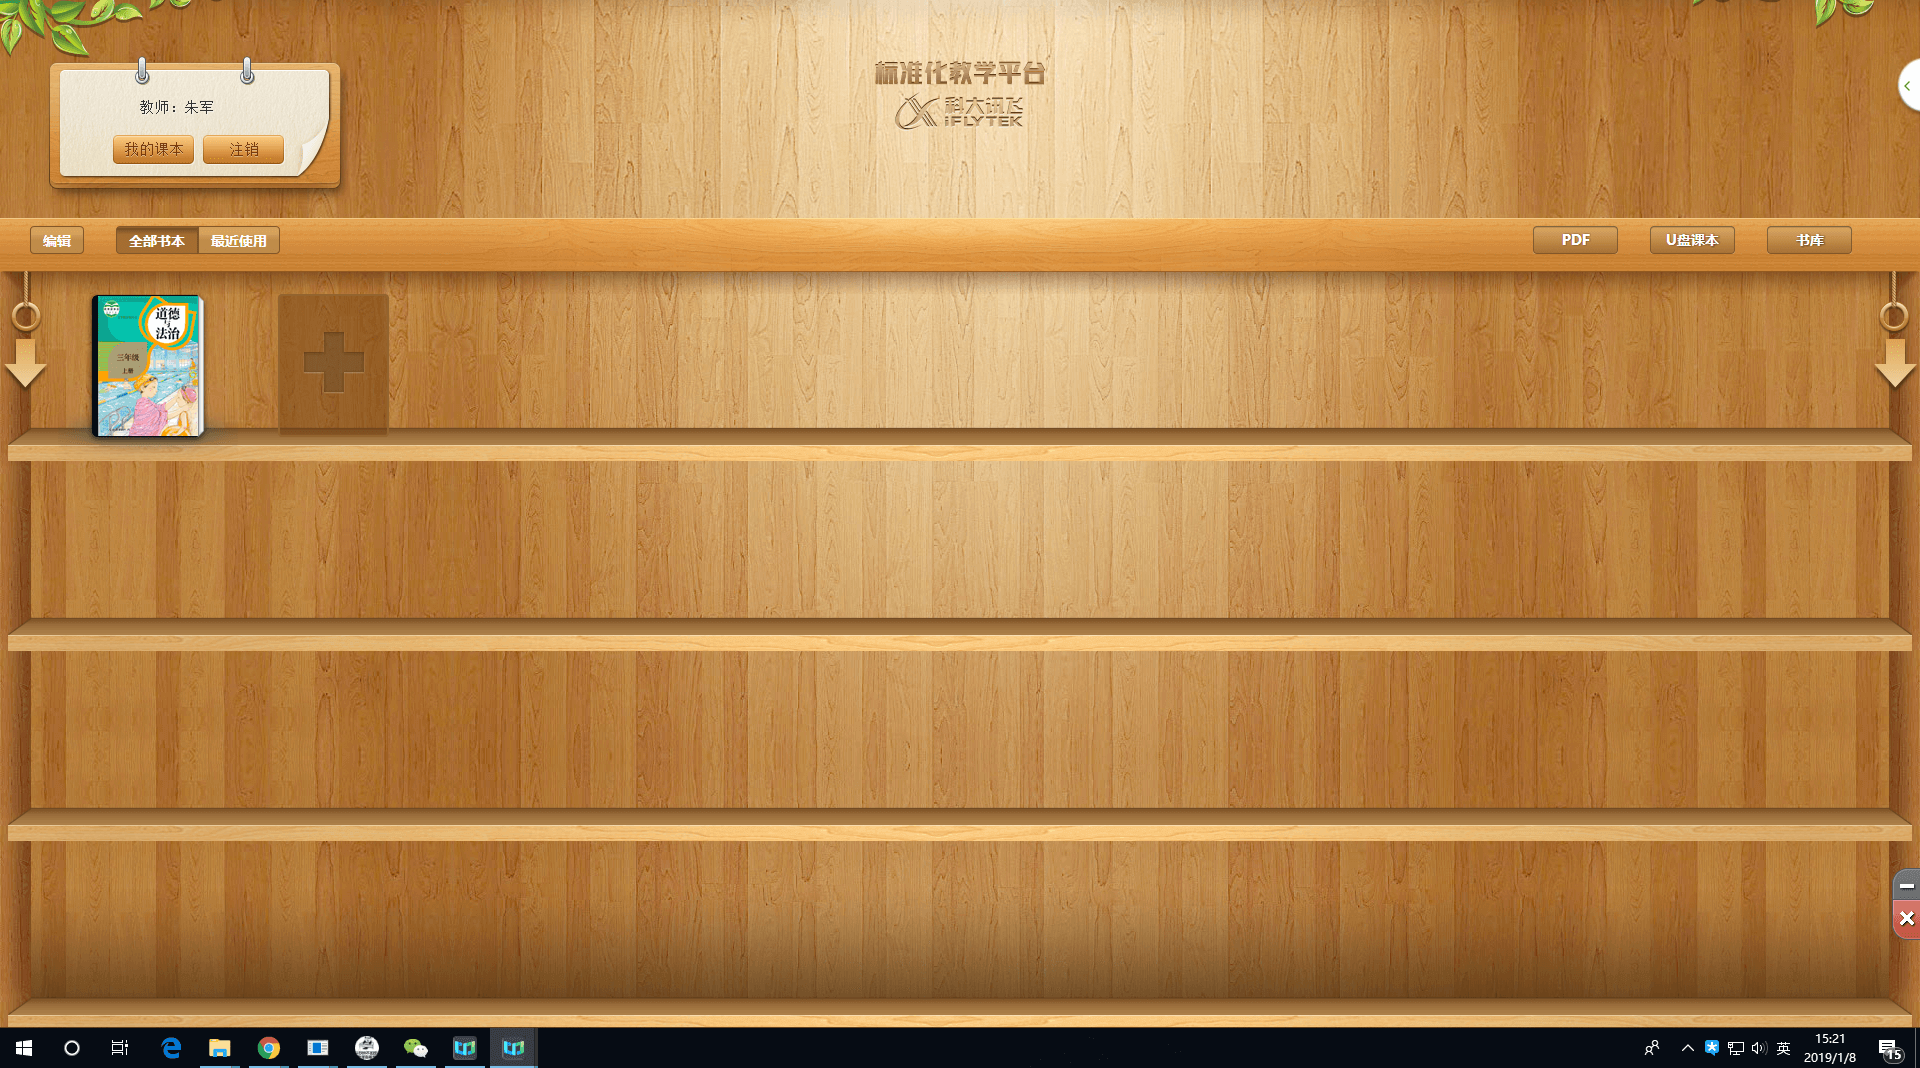 标准化教学平台
科大讯飞
iFLYTEK
教师：朱军
我的课本
注销
编辑
全部书本
最近使用
PDF
U盘课本
书库
道德
与
法治
三年级
上册
英
15:21
2019/1/8
15